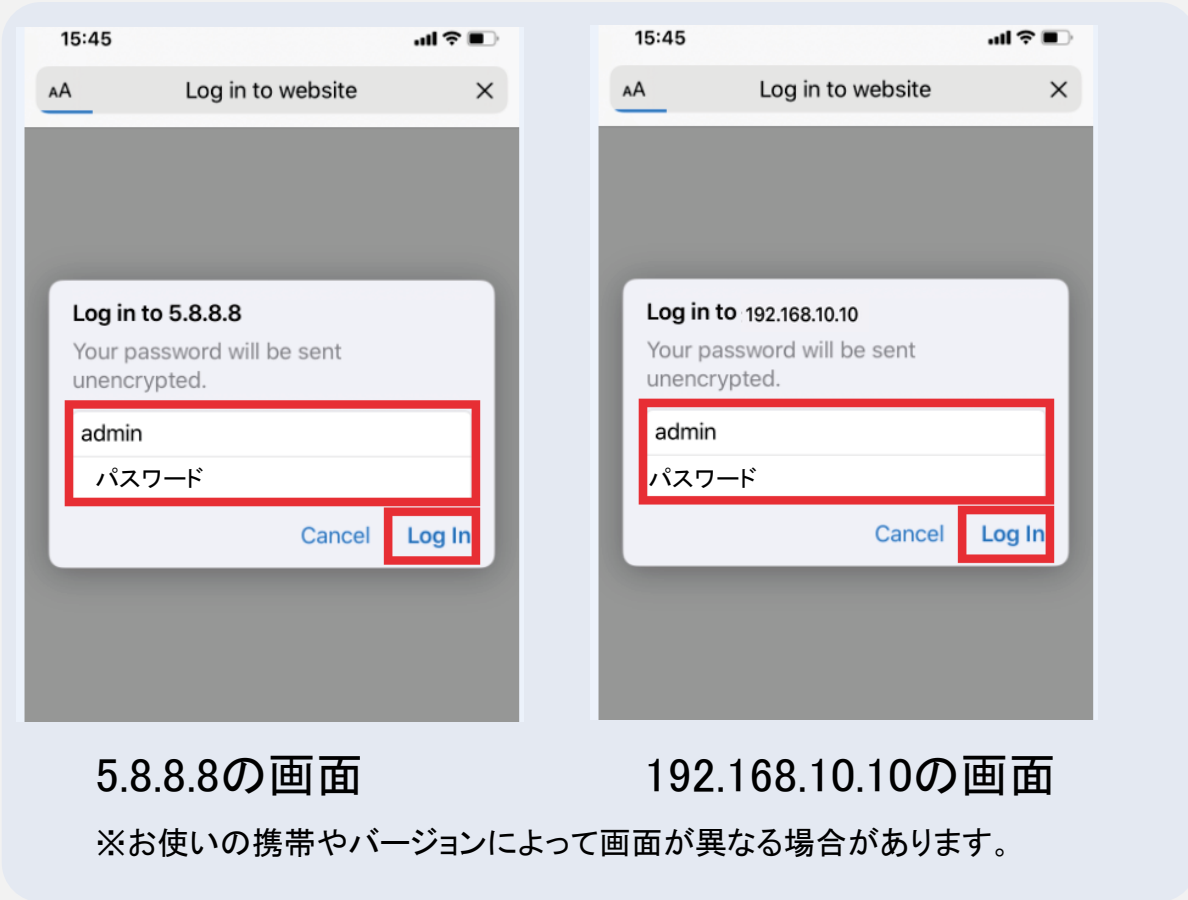 15:45
AA Log in to website ×
Log in to 5.8.8.8
Your password will be sent
unencrypted.
admin
パスワード
Cancel Log In
15:45
AA Log in to website ×
Log in to 192.168.10.10
Your password will be sent
unencrypted.
admin
パスワード
Cancel Log In
5.8.8.8の画面
192.168.10.10の画面
※お使いの携帯やバージョンによって画面が異なる場合があります。